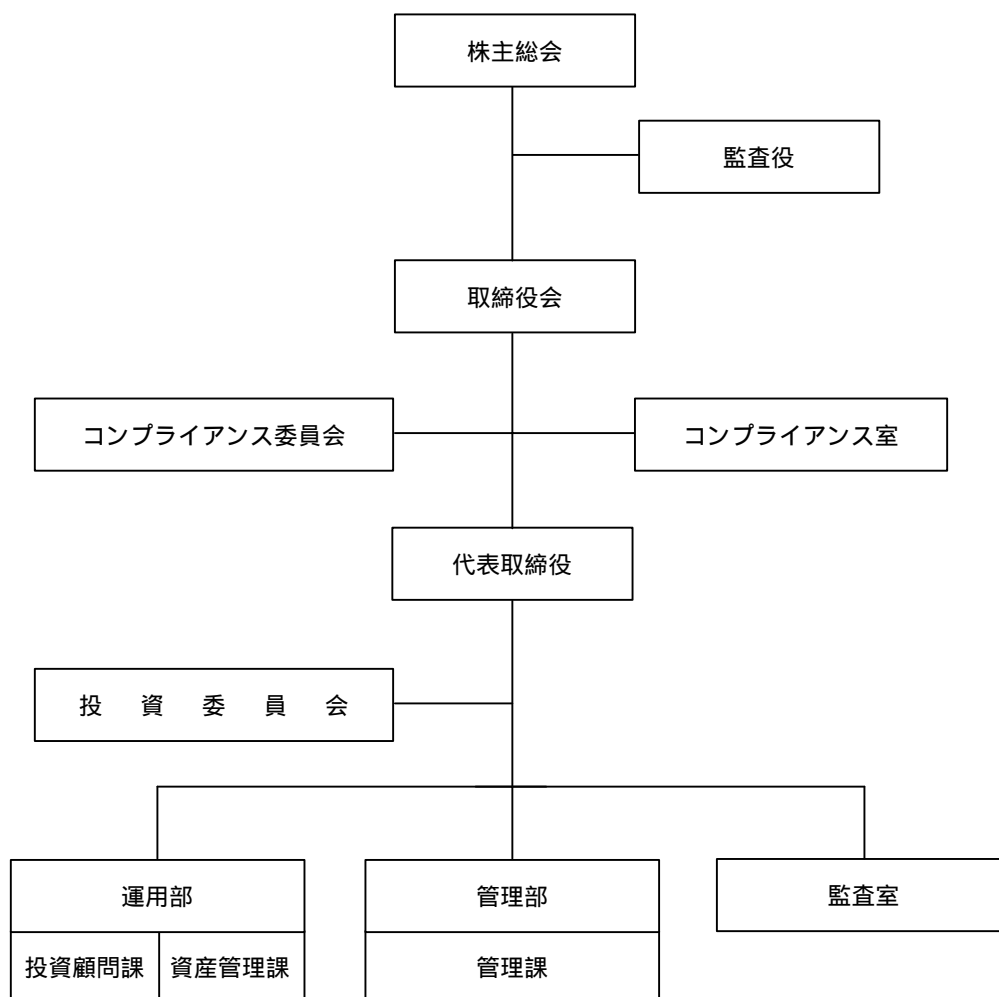 株主総会
監査役
取締役会
コンプライアンス委員会
コンプライアンス室
代表取締役
投 資 委 員 会
運用部
管理部
監査室
投資顧問課
資産管理課
管理課